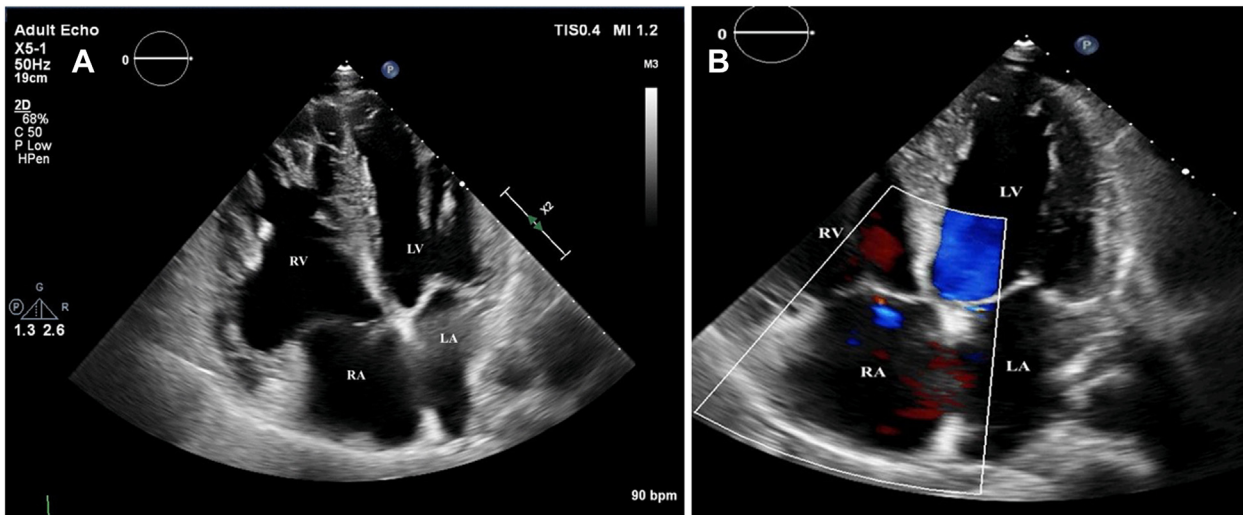 Adult Echo
X5-1
50Hz
19cm
A
0
P
TIS0.4 MI 1.2
M3
2D
68%
C 50
P Low
HPen
X2
RV
LV
G
P R
1.3 2.6
RA
LA
90 bpm
B
0
P
LV
RV
RA
LA